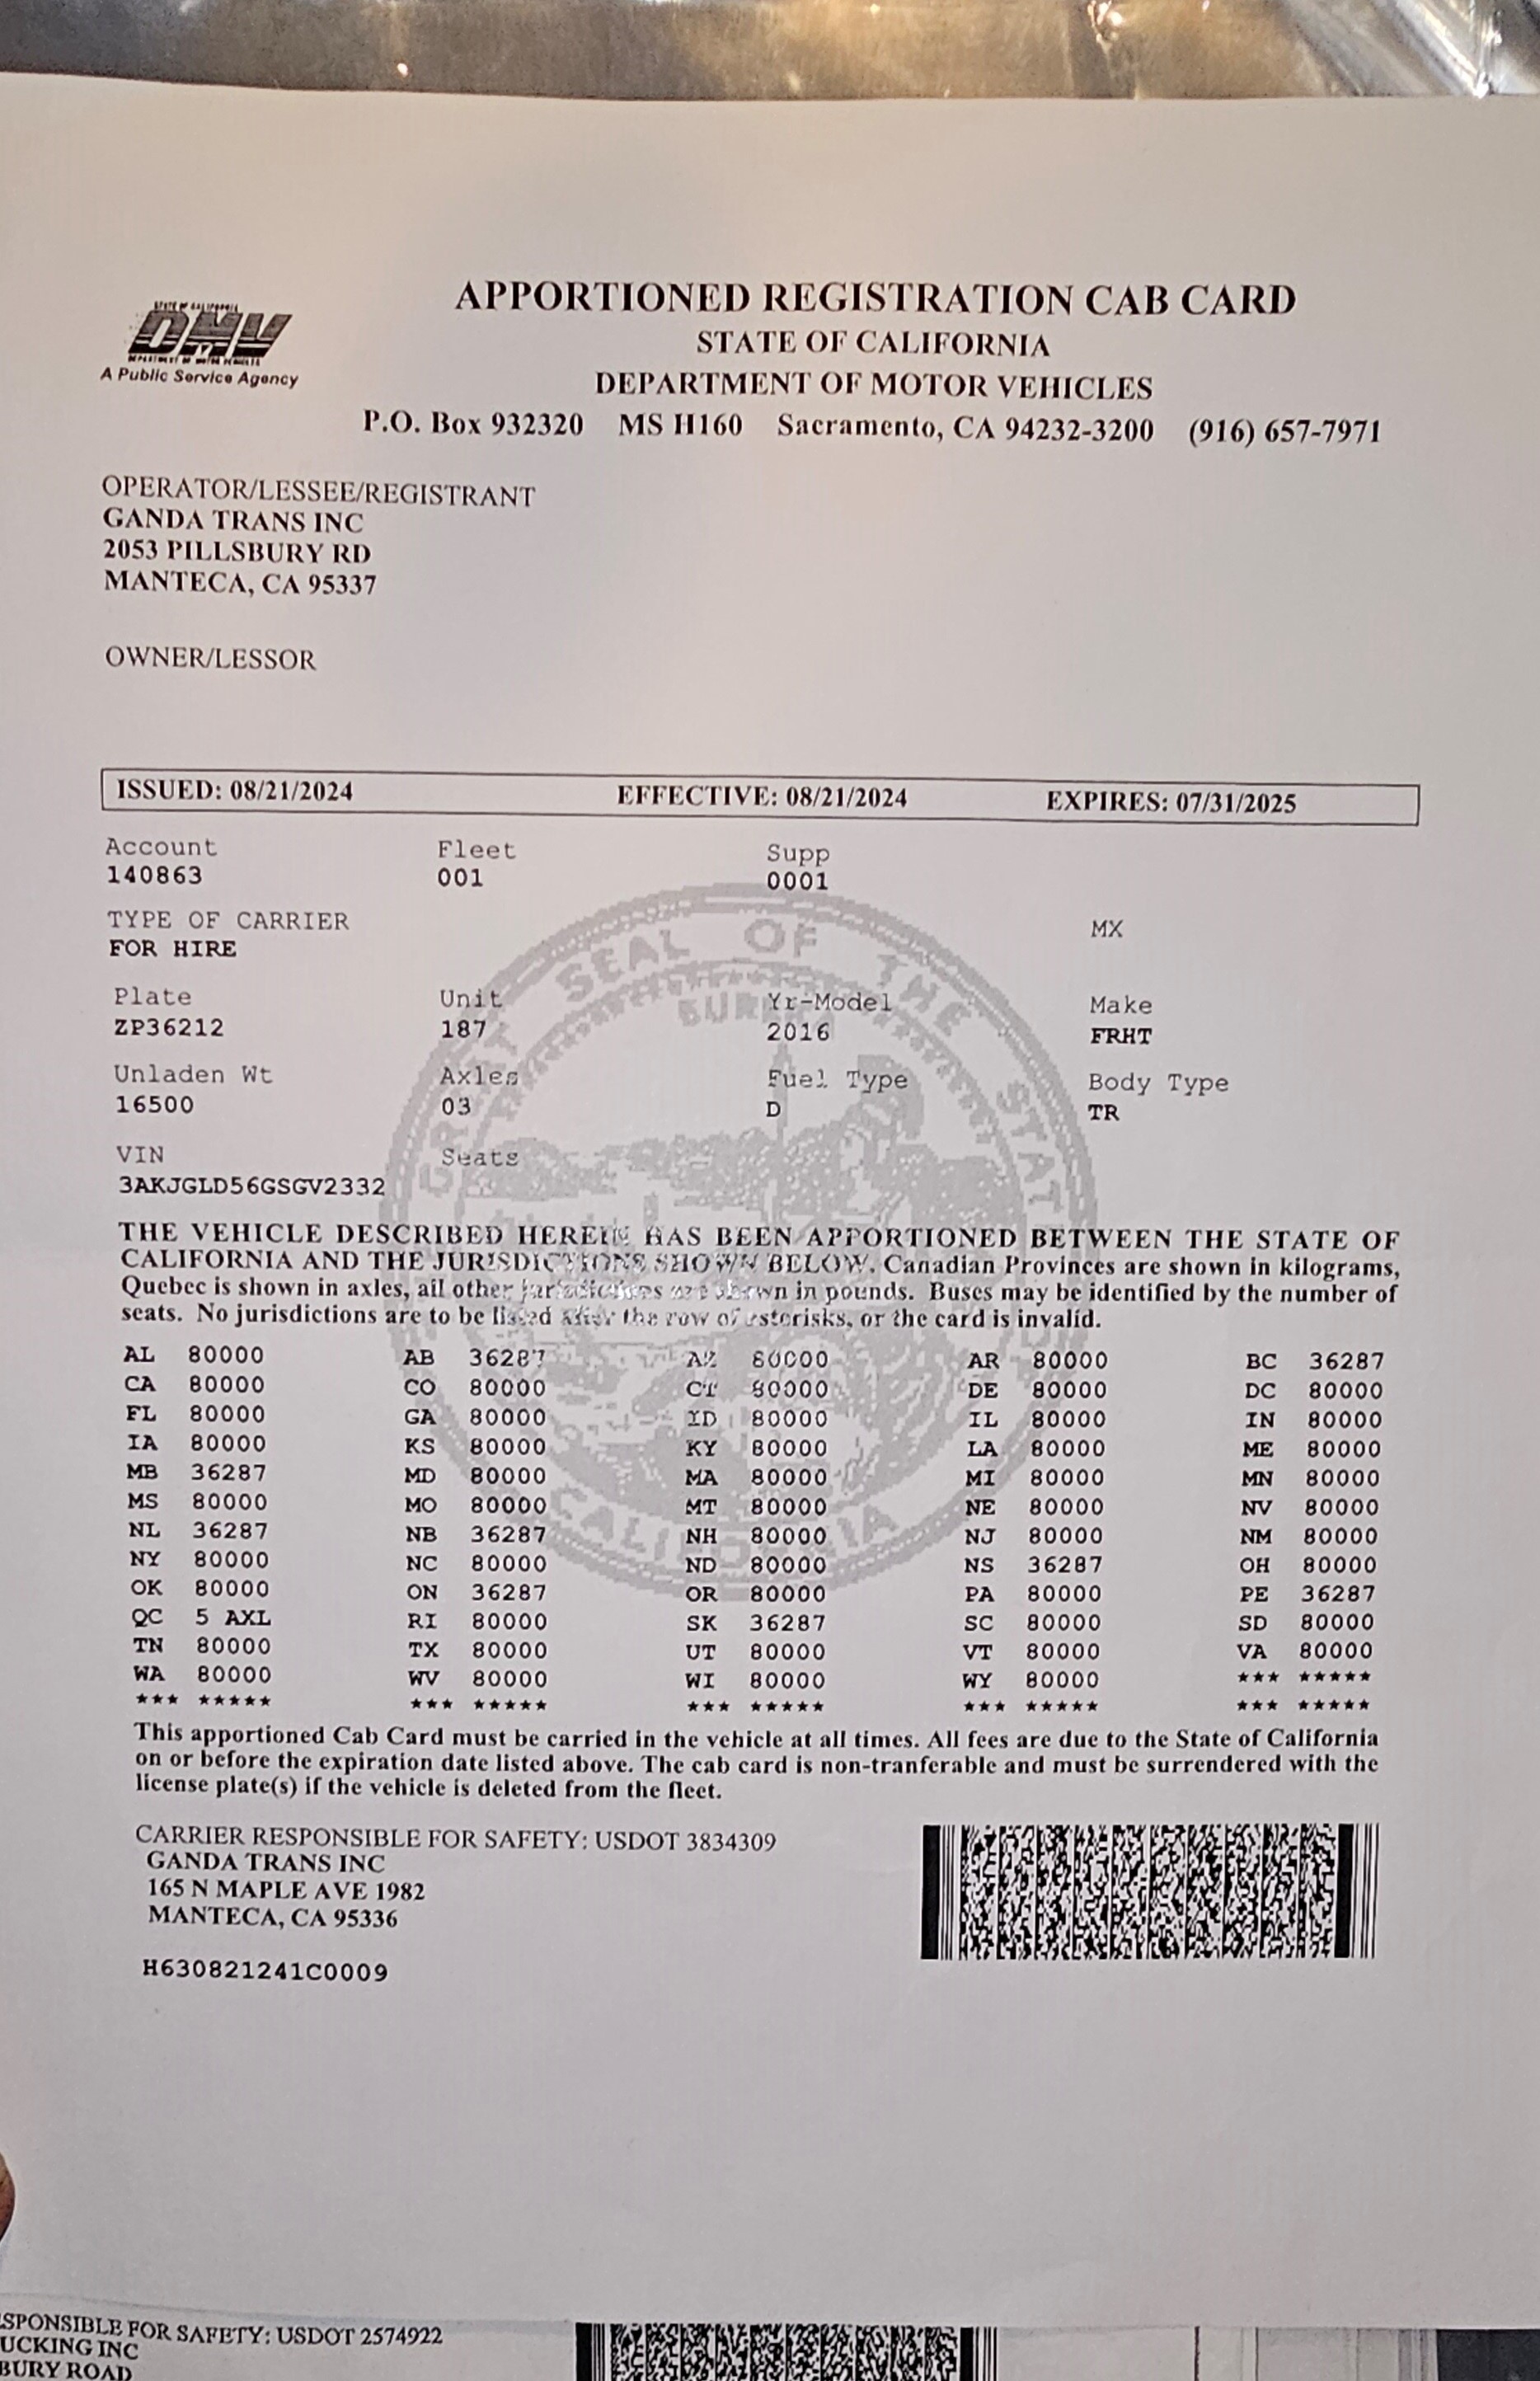 STATE OF CALIFORNIA
DMV
DEPARTMENT OF MOTOR VEHICLES
A Public Service Agency
APPORTIONED REGISTRATION CAB CARD
STATE OF CALIFORNIA
DEPARTMENT OF MOTOR VEHICLES
P.O. Box 932320 MS H160 Sacramento, CA 94232-3200 (916) 657-7971
OPERATOR/LESSEE/REGISTRANT
GANDA TRANS INC
2053 PILLSBURY RD
MANTECA, CA 95337
OWNER/LESSOR
ISSUED: 08/21/2024 EFFECTIVE: 08/21/2024 EXPIRES: 07/31/2025
Account Fleet Supp
140863 001 0001
TYPE OF CARRIER MX
FOR HIRE
Plate Unit Yr-Model Make
ZP36212 187 2016 FRHT
Unladen Wt Axles Fuel Type Body Type
16500 03 D TR
VIN Seats
3AKJGLD56GSGV2332
GREAT SEAL OF THE STATE OF CALIFORNIA
THE VEHICLE DESCRIBED HEREIN HAS BEEN APPORTIONED BETWEEN THE STATE OF
CALIFORNIA AND THE JURISDICTIONS SHOWN BELOW. Canadian Provinces are shown in kilograms,
Quebec is shown in axles, all other jurisdictions are shown in pounds. Buses may be identified by the number of
seats. No jurisdictions are to be listed after the row of asterisks, or the card is invalid.
AL 80000 AB 36287 AZ 80000 AR 80000 BC 36287
CA 80000 CO 80000 CT 80000 DE 80000 DC 80000
FL 80000 GA 80000 ID 80000 IL 80000 IN 80000
IA 80000 KS 80000 KY 80000 LA 80000 ME 80000
MB 36287 MD 80000 MA 80000 MI 80000 MN 80000
MS 80000 MO 80000 MT 80000 NE 80000 NV 80000
NL 36287 NB 36287 NH 80000 NJ 80000 NM 80000
NY 80000 NC 80000 ND 80000 NS 36287 OH 80000
OK 80000 ON 36287 OR 80000 PA 80000 PE 36287
QC 5 AXL RI 80000 SK 36287 SC 80000 SD 80000
TN 80000 TX 80000 UT 80000 VT 80000 VA 80000
WA 80000 WV 80000 WI 80000 WY 80000 *** *****
*** ***** *** ***** *** ***** *** ***** *** *****
This apportioned Cab Card must be carried in the vehicle at all times. All fees are due to the State of California
on or before the expiration date listed above. The cab card is non-tranferable and must be surrendered with the
license plate(s) if the vehicle is deleted from the fleet.
CARRIER RESPONSIBLE FOR SAFETY: USDOT 3834309
GANDA TRANS INC
165 N MAPLE AVE 1982
MANTECA, CA 95336
H630821241C0009
SPONSIBLE FOR SAFETY: USDOT 2574922
UCKING INC
BURY ROAD